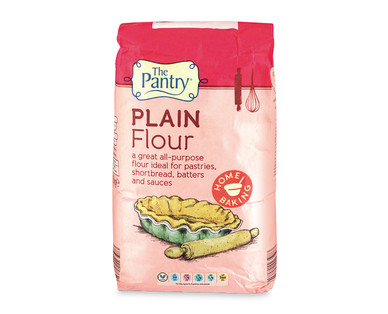 The
Pantry
PLAIN
Flour
a great all-purpose
flour ideal for pastries,
shortbread, batters
and sauces
HOME
BAKING